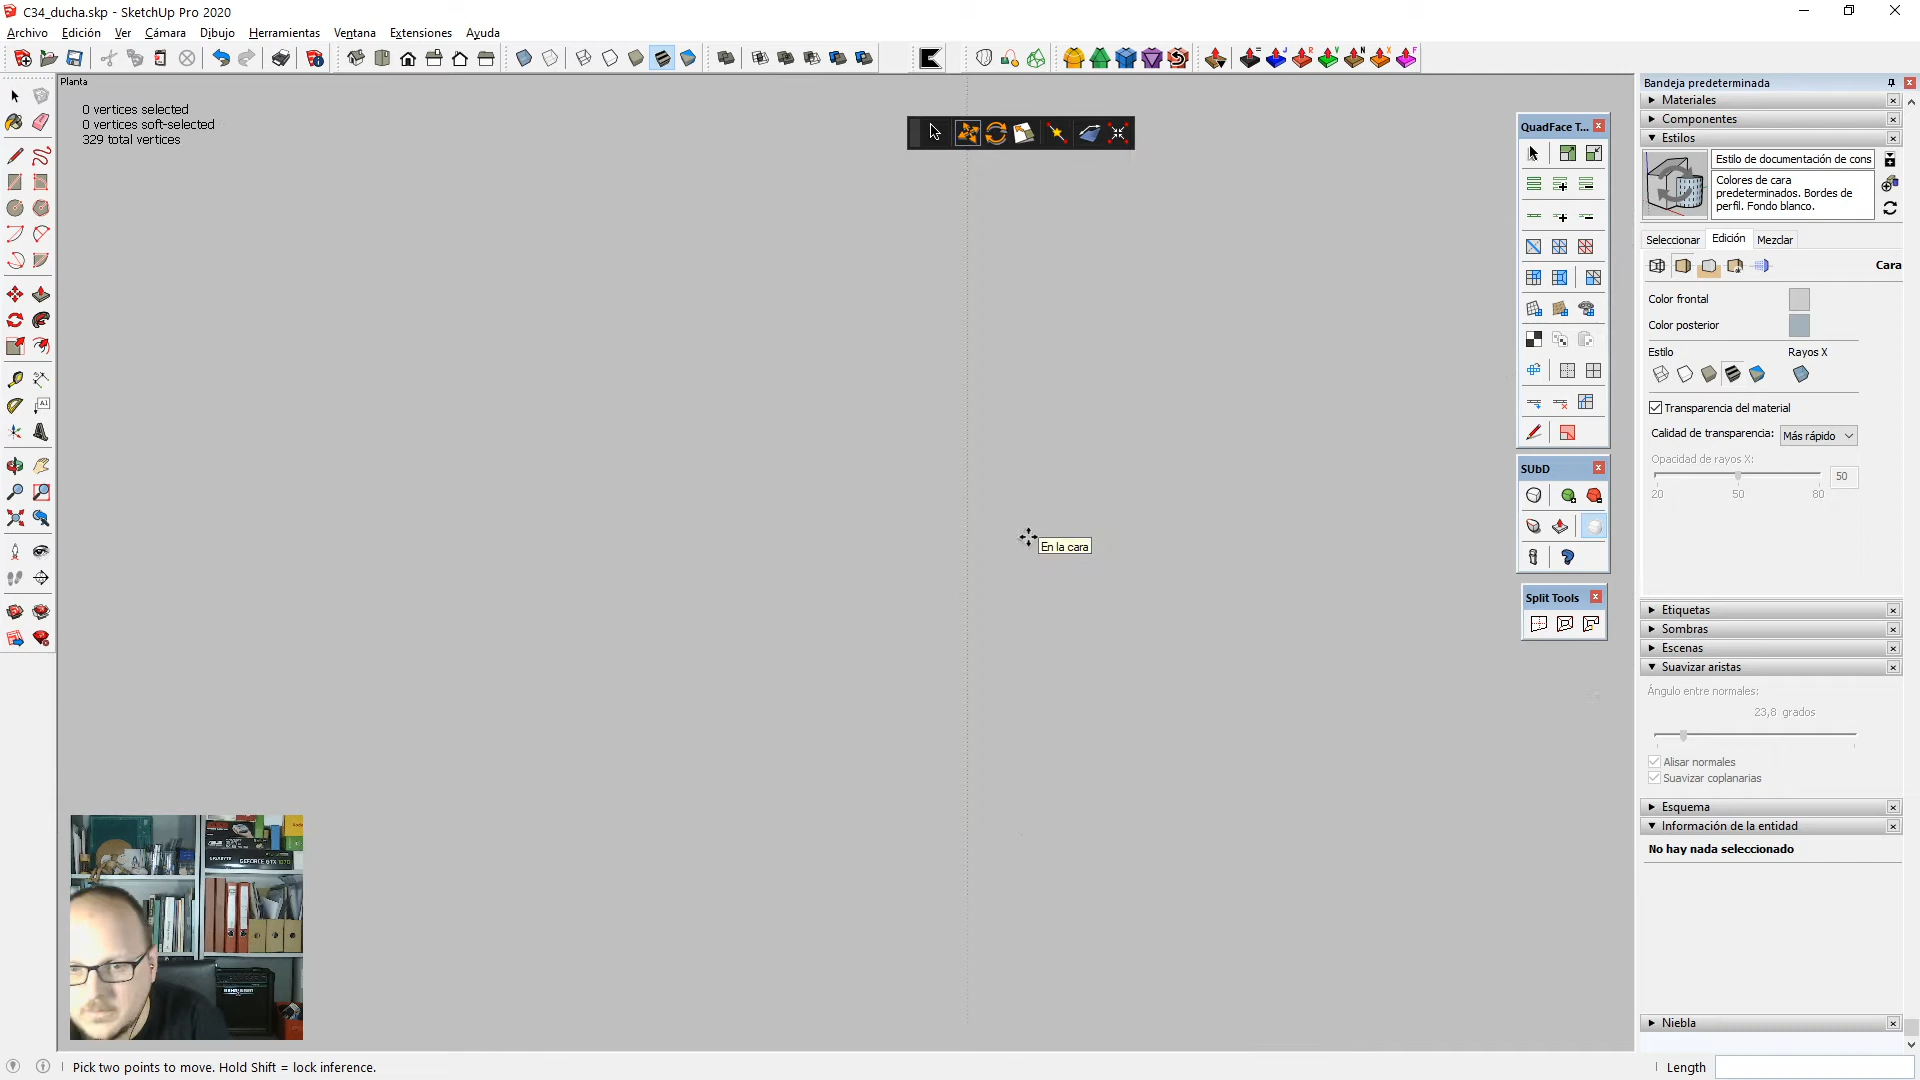 C34_ducha.skp - SketchUp Pro 2020
Archivo Edición Ver Cámara Dibujo Herramientas Ventana Extensiones Ayuda
Planta
0 vertices selected
0 vertices soft-selected
329 total vertices
En la cara
QuadFace T...
SUbD
Split Tools
Bandeja predeterminada
Materiales
Componentes
Estilos
Estilo de documentación de cons
Colores de cara
predeterminados. Bordes de
perfil. Fondo blanco.
Seleccionar Edición Mezclar
Cara
Color frontal
Color posterior
Estilo Rayos X
Transparencia del material
Calidad de transparencia: Más rápido
Opacidad de rayos X:
50
20 50 80
Etiquetas
Sombras
Escenas
Suavizar aristas
Ángulo entre normales:
23,8 grados
Alisar normales
Suavizar coplanarias
Esquema
Información de la entidad
No hay nada seleccionado
Niebla
GIGABYTE
GEFORCE GTX 1070
Pick two points to move. Hold Shift = lock inference.
Length